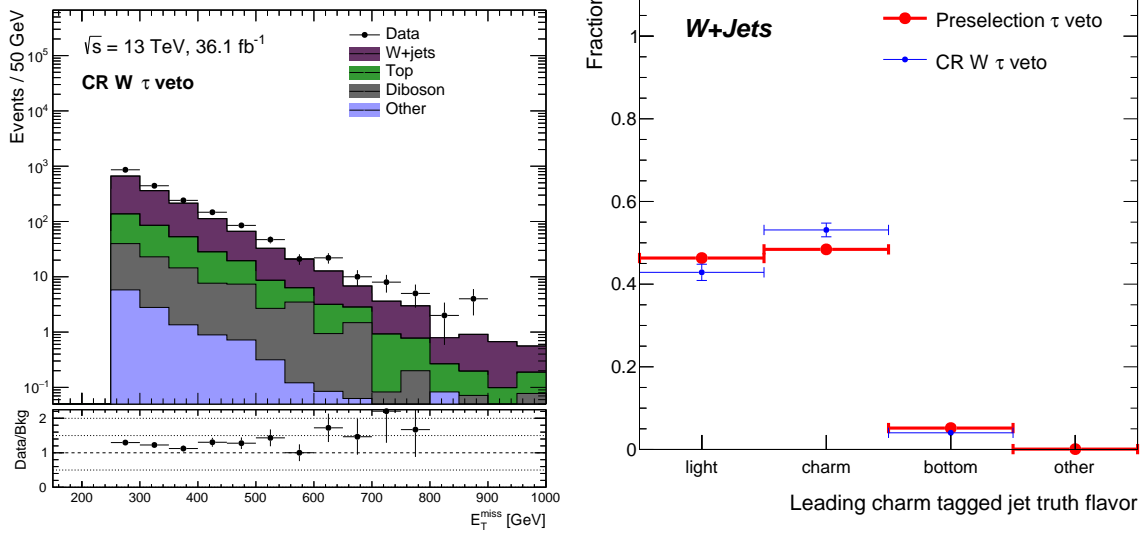 √s = 13 TeV, 36.1 fb⁻¹
CR W τ veto
Data
W+jets
Top
Diboson
Other
Events / 50 GeV
10⁵
10⁴
10³
10²
10
1
10⁻¹
Data/Bkg
2
1
0
200 300 400 500 600 700 800 900 1000
E_T^miss [GeV]
W+Jets
Preselection τ veto
CR W τ veto
Fraction
1
0.8
0.6
0.4
0.2
0
light charm bottom other
Leading charm tagged jet truth flavor